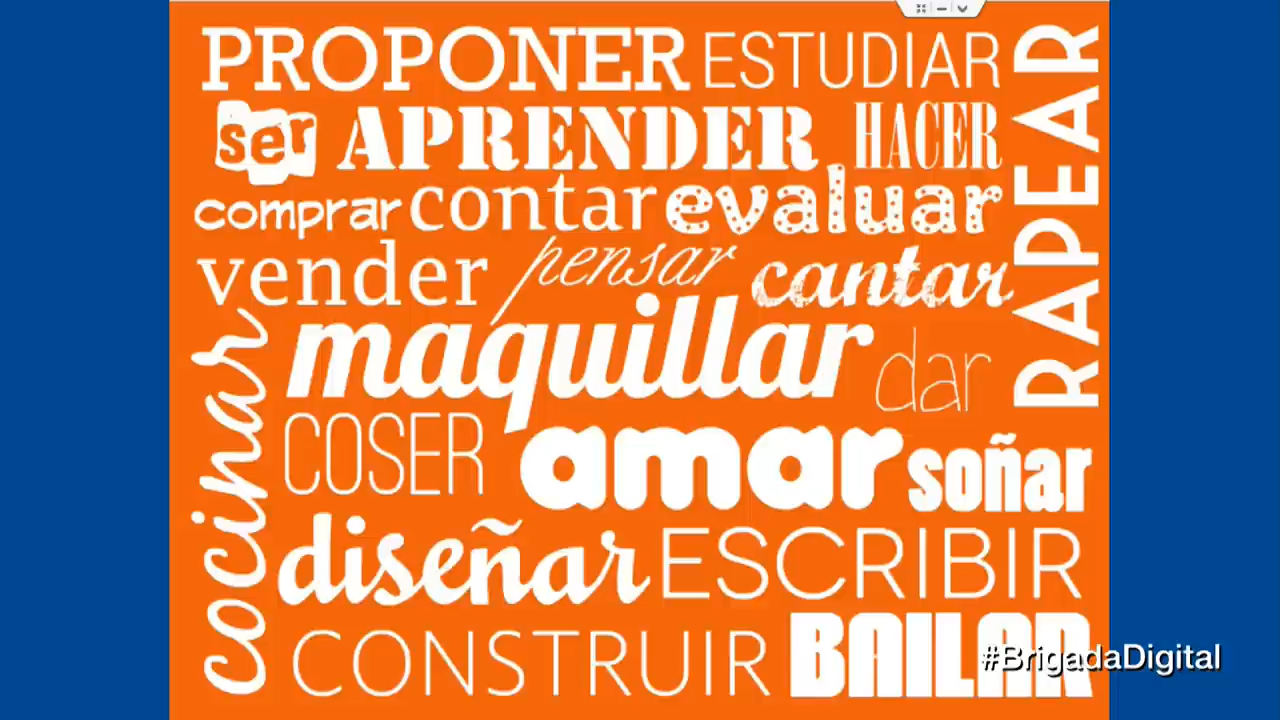 PROPONER ESTUDIAR
RAPEAR
ser APRENDER HACER
comprar contar evaluar
vender pensar cantar
cocinar
maquillar dar
COSER amar soñar
diseñar ESCRIBIR
CONSTRUIR BAILAR
#BrigadaDigital